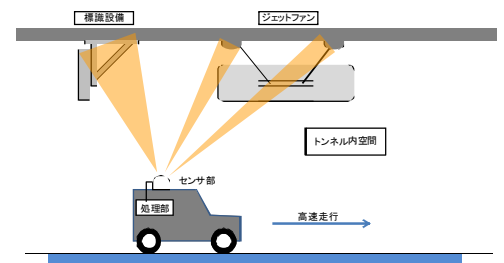 標識設備
ジェットファン
トンネル内空間
センサ部
処理部
高速走行